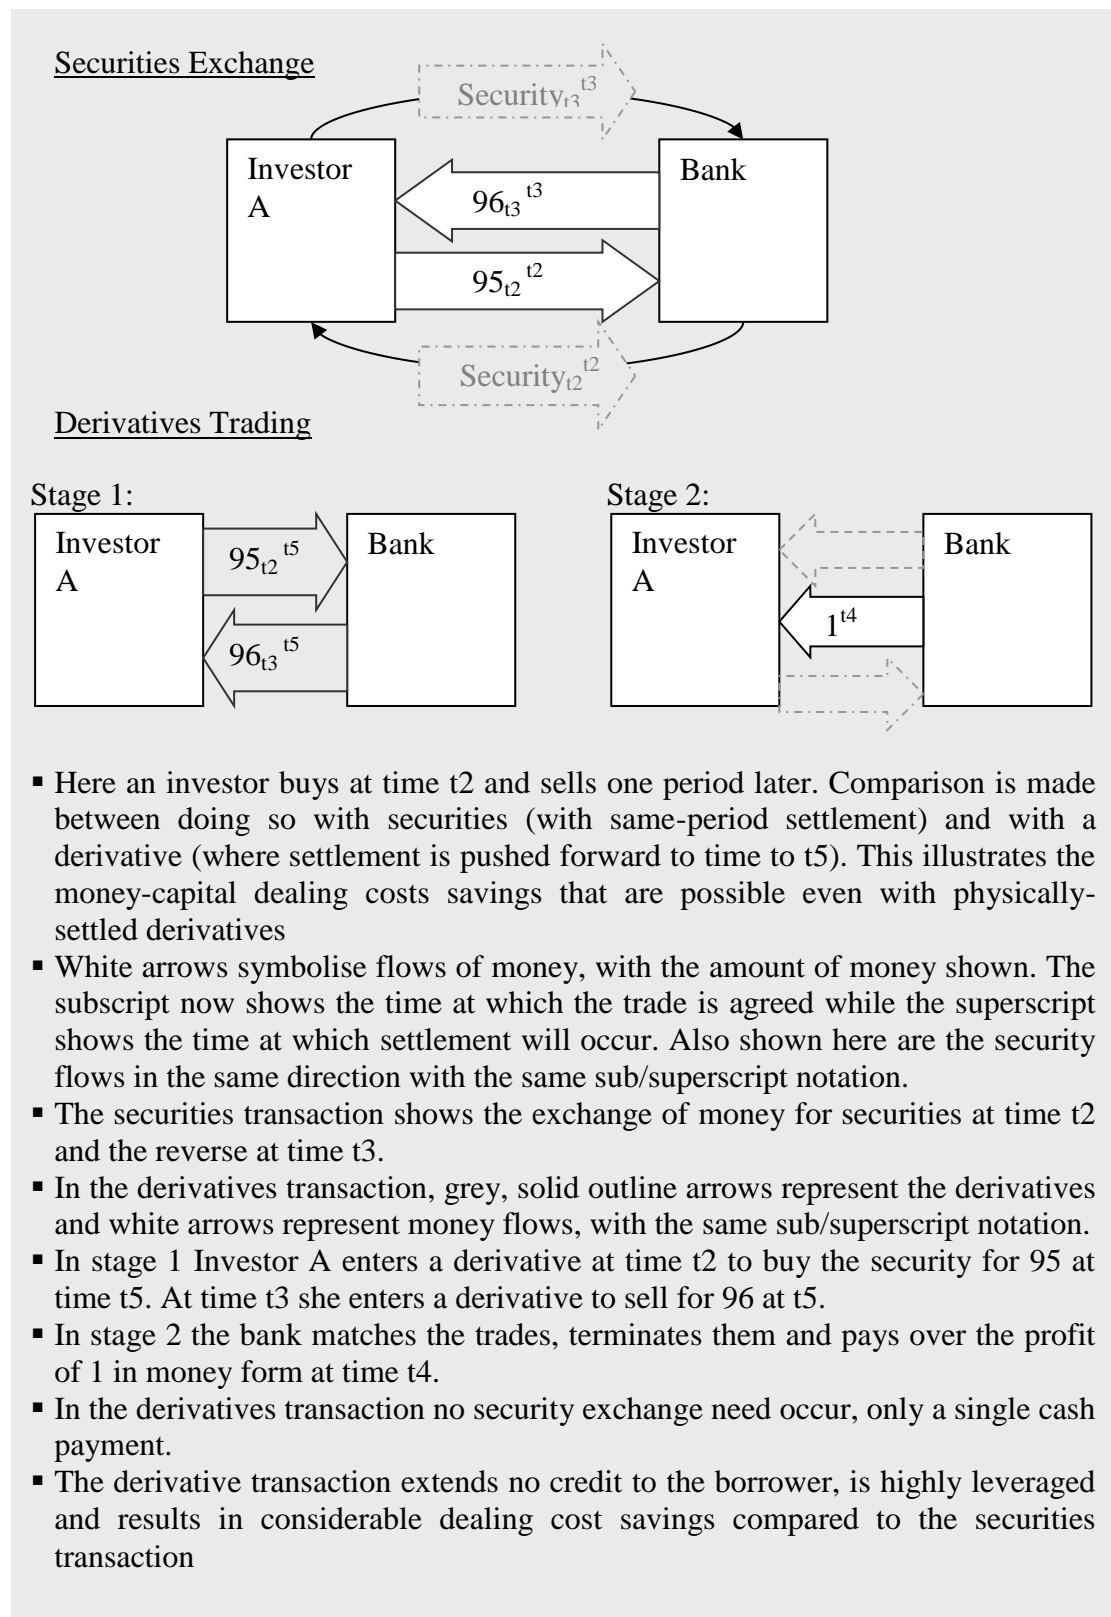 Securities Exchange
Security_t3^t3
Investor
A
Bank
96_t3^t3
95_t2^t2
Security_t2^t2
Derivatives Trading
Stage 1:
Investor
A
95_t2^t5
96_t3^t5
Bank
Stage 2:
Investor
A
1^t4
Bank
▪ Here an investor buys at time t2 and sells one period later. Comparison is made
between doing so with securities (with same-period settlement) and with a
derivative (where settlement is pushed forward to time to t5). This illustrates the
money-capital dealing costs savings that are possible even with physically-
settled derivatives
▪ White arrows symbolise flows of money, with the amount of money shown. The
subscript now shows the time at which the trade is agreed while the superscript
shows the time at which settlement will occur. Also shown here are the security
flows in the same direction with the same sub/superscript notation.
▪ The securities transaction shows the exchange of money for securities at time t2
and the reverse at time t3.
▪ In the derivatives transaction, grey, solid outline arrows represent the derivatives
and white arrows represent money flows, with the same sub/superscript notation.
▪ In stage 1 Investor A enters a derivative at time t2 to buy the security for 95 at
time t5. At time t3 she enters a derivative to sell for 96 at t5.
▪ In stage 2 the bank matches the trades, terminates them and pays over the profit
of 1 in money form at time t4.
▪ In the derivatives transaction no security exchange need occur, only a single cash
payment.
▪ The derivative transaction extends no credit to the borrower, is highly leveraged
and results in considerable dealing cost savings compared to the securities
transaction